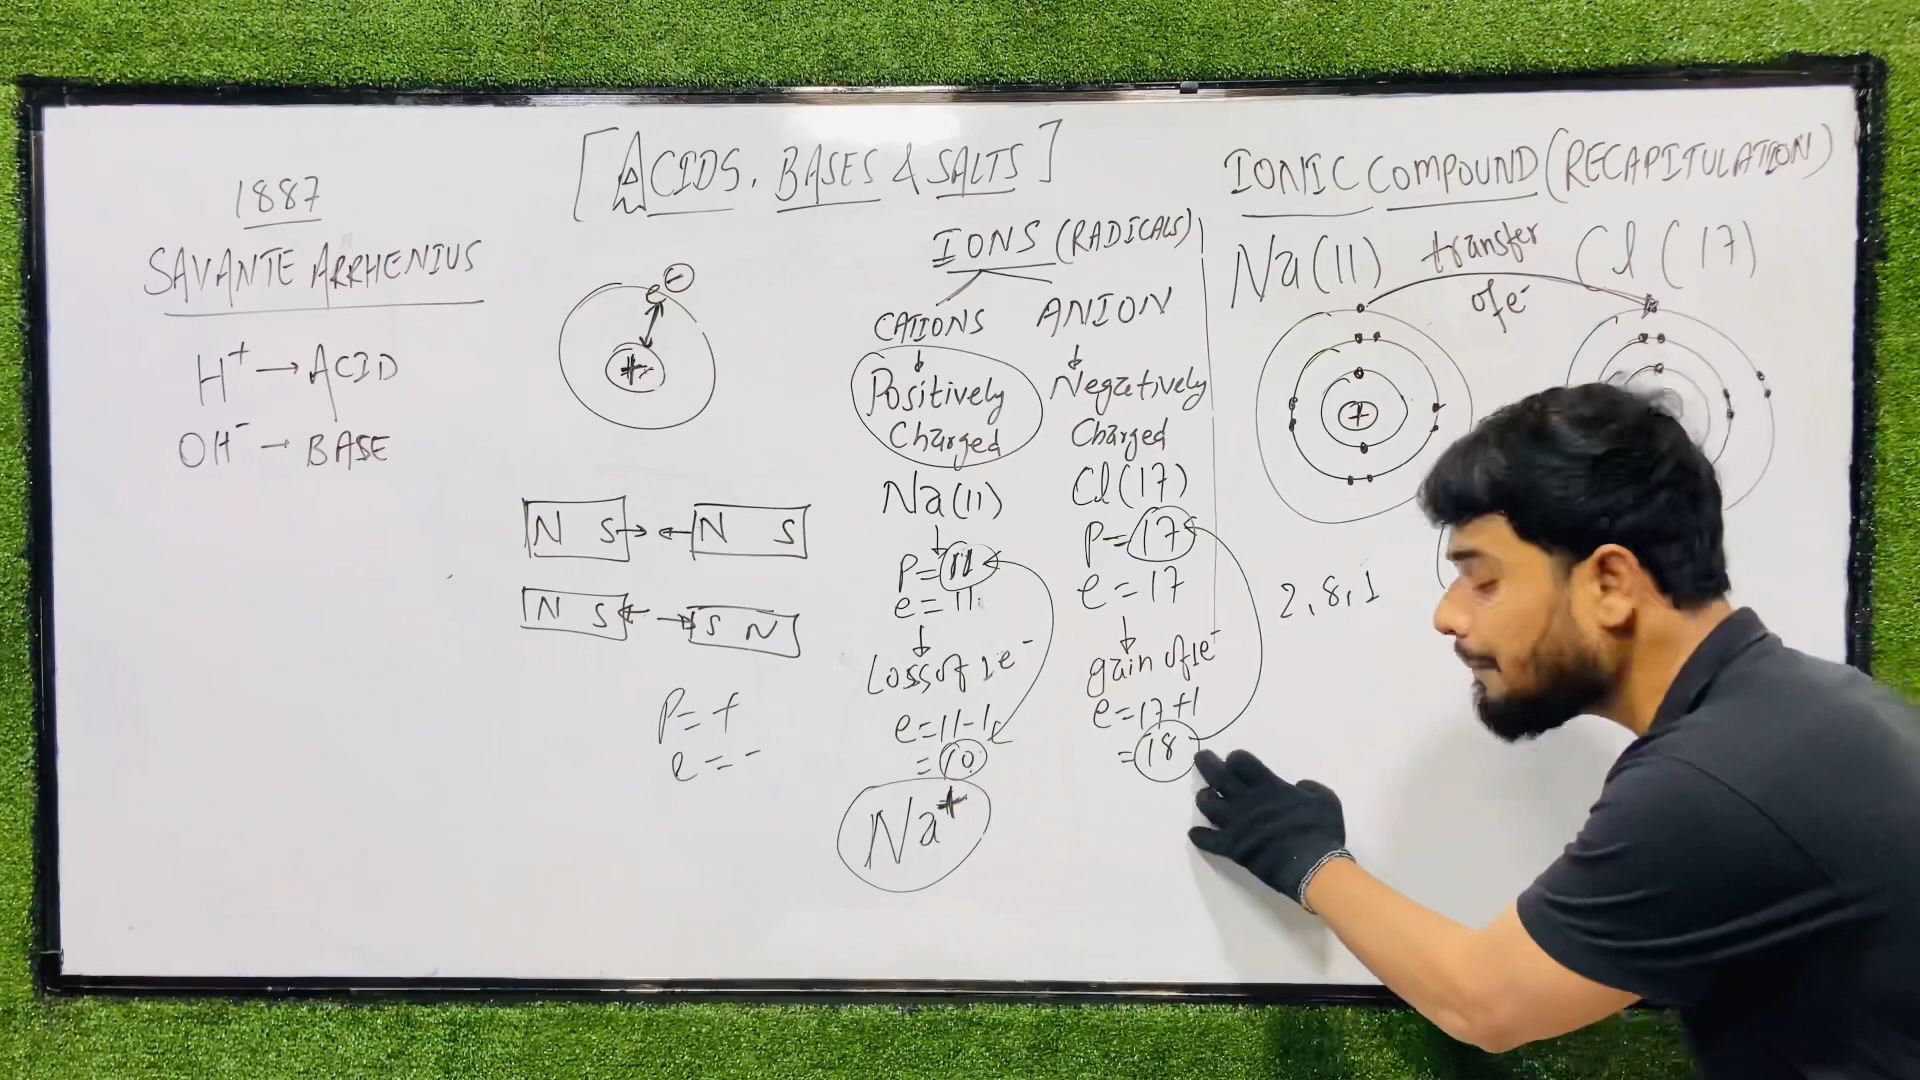 [ACIDS, BASES & SALTS]
1887
SAVANTE ARRHENIUS
H⁺ → ACID
OH⁻ → BASE
e⁻
+
N S → ← N S
N S ← → S N
P = +
e = -
IONS (RADICALS)
CATIONS
↓
Positively
Charged
Na(11)
↓
P = 11
e = 11
↓
Loss of 1e⁻
e = 11-1
= 10
Na⁺
ANION
↓
Negatively
Charged
Cl(17)
P = 17
e = 17
↓
gain of 1e⁻
e = 17+1
= 18
IONIC COMPOUND (RECAPITULATION)
Na(11) transfer of e⁻ Cl(17)
+
2,8,1